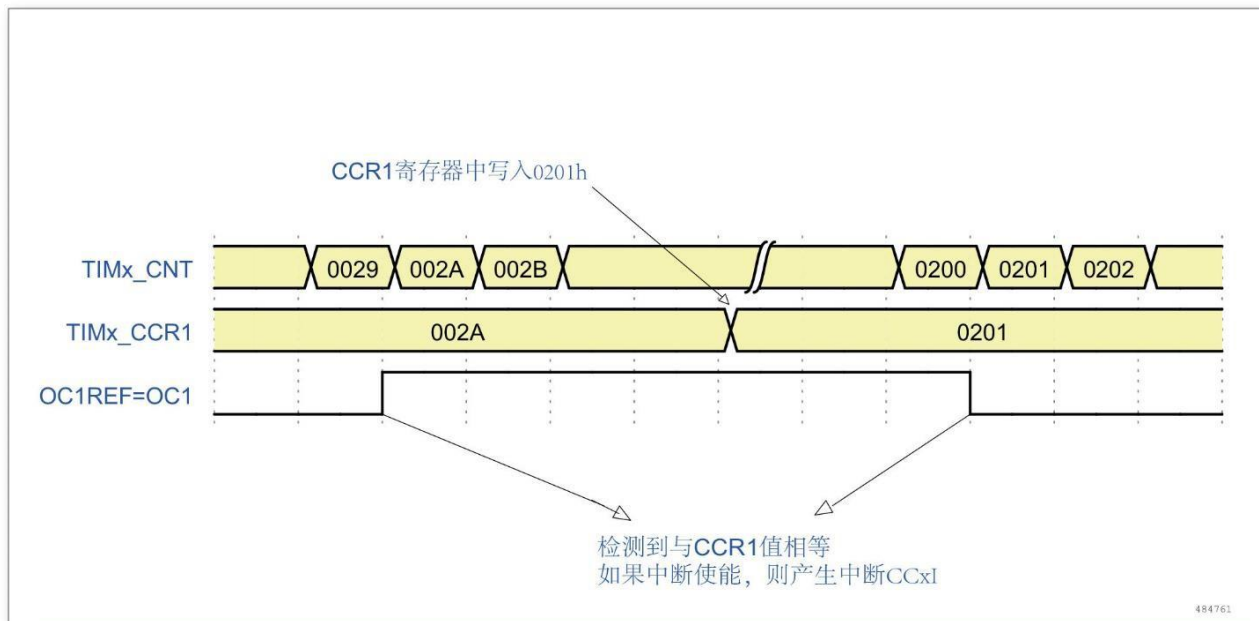 CCR1寄存器中写入0201h
TIMx_CNT 0029 002A 002B 0200 0201 0202
TIMx_CCR1 002A 0201
OC1REF=OC1
检测到与CCR1值相等
如果中断使能，则产生中断CCxI
484761